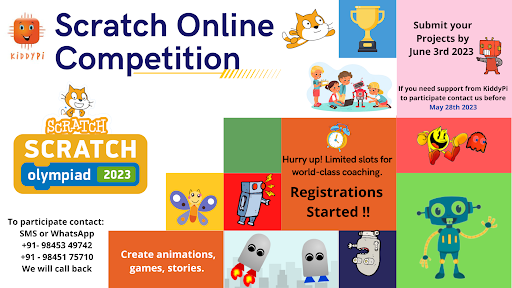 KiddyPi
Scratch Online
Competition
Submit your
Projects by
June 3rd 2023
If you need support from KiddyPi
to participate contact us before
May 28th 2023
SCRATCH
SCRATCH
olympiad 2023
Hurry up! Limited slots for
world-class coaching.
Registrations
Started !!
To participate contact:
SMS or WhatsApp
+91- 98453 49742
+91 - 98451 75710
We will call back
Create animations,
games, stories.